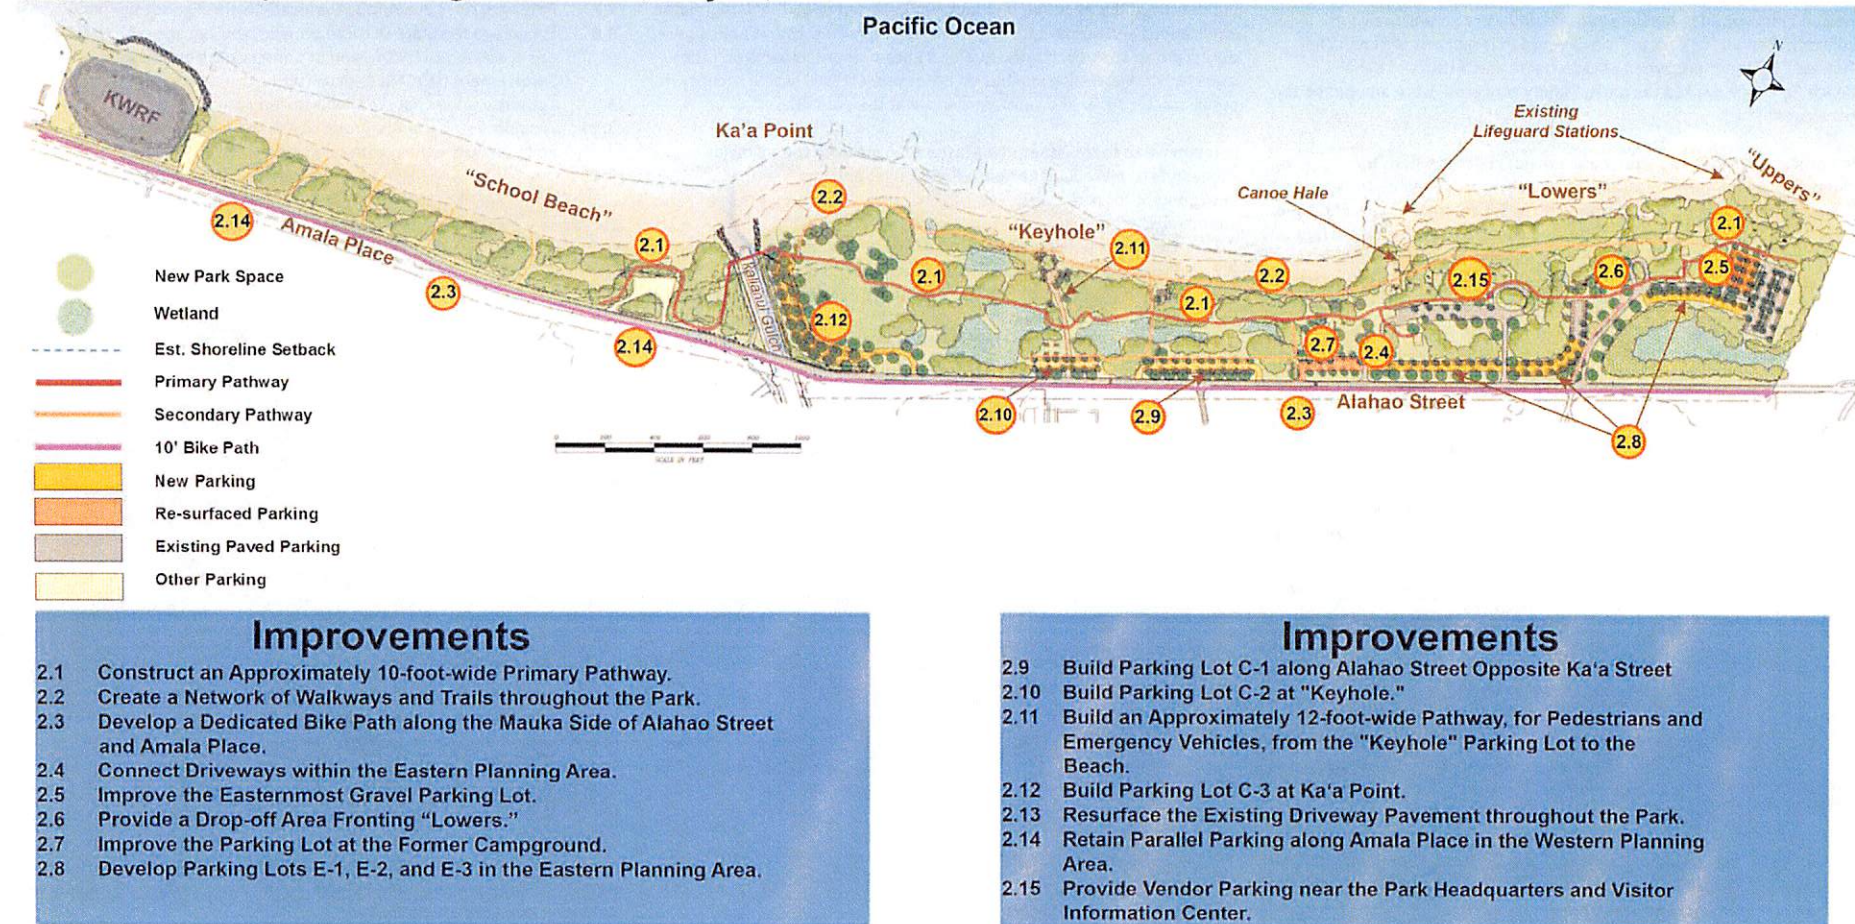 Pacific Ocean
N
KWRF
Ka'a Point
Existing
Lifeguard Stations
"Uppers"
"School Beach"
2.2
Canoe Hale
"Lowers"
2.14
Amala Place
2.1
"Keyhole"
2.11
2.1
2.1
2.2
2.15
2.6
2.5
2.3
2.1
2.12
2.14
2.7
2.4
2.10
2.9
2.3
Alahao Street
2.8
SCALE IN FEET
New Park Space
Wetland
Est. Shoreline Setback
Primary Pathway
Secondary Pathway
10' Bike Path
New Parking
Re-surfaced Parking
Existing Paved Parking
Other Parking
Improvements
2.1 Construct an Approximately 10-foot-wide Primary Pathway.
2.2 Create a Network of Walkways and Trails throughout the Park.
2.3 Develop a Dedicated Bike Path along the Mauka Side of Alahao Street
and Amala Place.
2.4 Connect Driveways within the Eastern Planning Area.
2.5 Improve the Easternmost Gravel Parking Lot.
2.6 Provide a Drop-off Area Fronting “Lowers.”
2.7 Improve the Parking Lot at the Former Campground.
2.8 Develop Parking Lots E-1, E-2, and E-3 in the Eastern Planning Area.
Improvements
2.9 Build Parking Lot C-1 along Alahao Street Opposite Ka'a Street
2.10 Build Parking Lot C-2 at "Keyhole."
2.11 Build an Approximately 12-foot-wide Pathway, for Pedestrians and
Emergency Vehicles, from the "Keyhole" Parking Lot to the
Beach.
2.12 Build Parking Lot C-3 at Ka'a Point.
2.13 Resurface the Existing Driveway Pavement throughout the Park.
2.14 Retain Parallel Parking along Amala Place in the Western Planning
Area.
2.15 Provide Vendor Parking near the Park Headquarters and Visitor
Information Center.